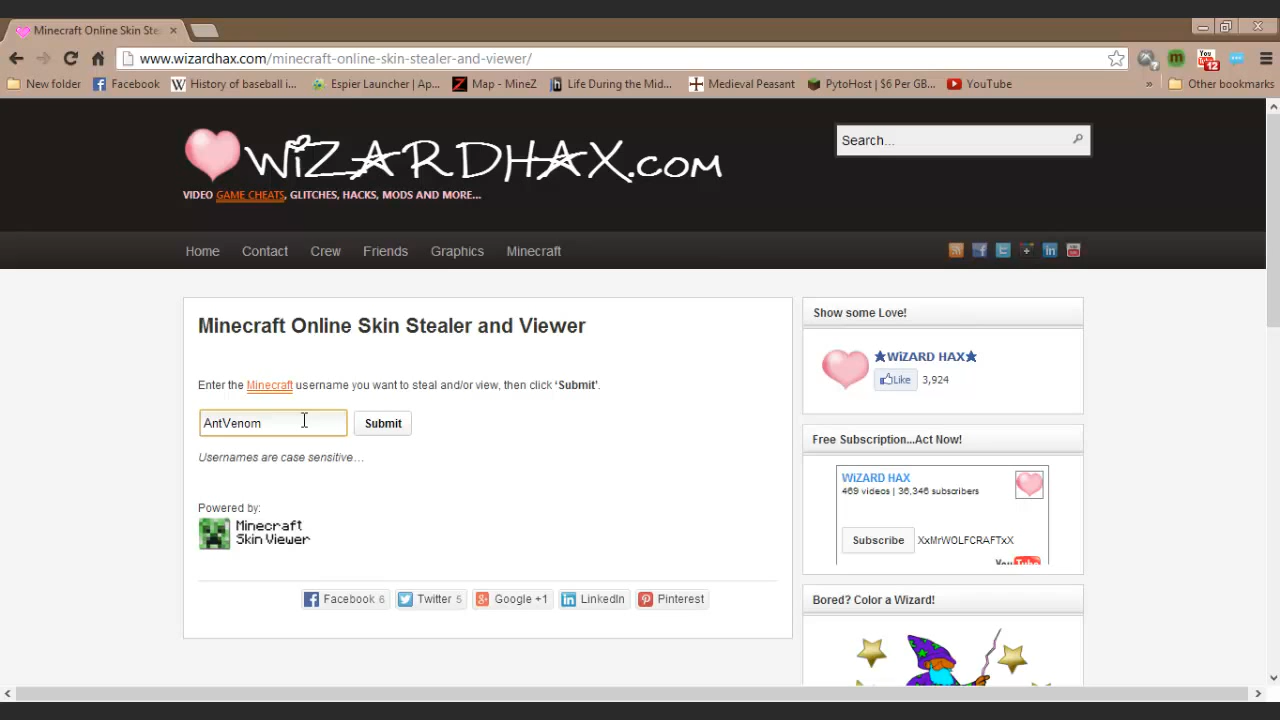 Minecraft Online Skin Ste
www.wizardhax.com/minecraft-online-skin-stealer-and-viewer/
You
12
New folder
Facebook
History of baseball i...
Espier Launcher | Ap...
Map - MineZ
Life During the Mid...
Medieval Peasant
PytoHost | $6 Per G...
YouTube
»
Other bookmarks
WiZARDHAX.com
VIDEO GAME CHEATS, GLITCHES, HACKS, MODS AND MORE...
Search...
Home
Contact
Crew
Friends
Graphics
Minecraft
Minecraft Online Skin Stealer and Viewer
Enter the Minecraft username you want to steal and/or view, then click ‘Submit’.
AntVenom
Submit
Usernames are case sensitive…
Powered by:
Minecraft
Skin Viewer
Facebook 6
Twitter 5
Google +1
LinkedIn
Pinterest
Show some Love!
★WiZARD HAX★
Like
3,924
Free Subscription...Act Now!
WiZARD HAX
469 videos | 36,346 subscribers
Subscribe
XxMrWOLFCRAFTxX
YouTube
Bored? Color a Wizard!